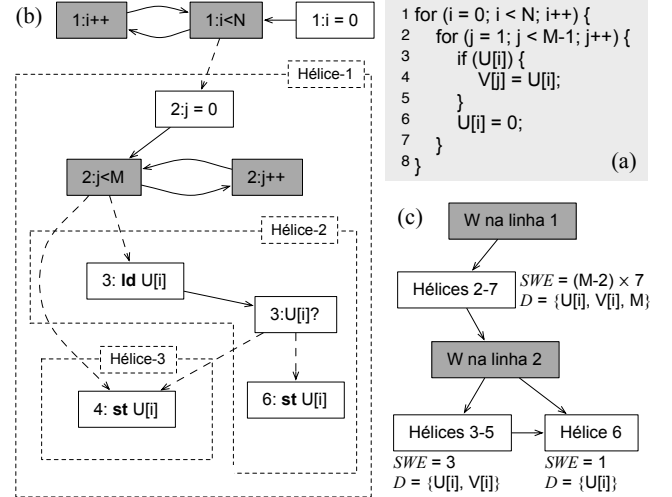 (b)
1:i++
1:i<N
1:i = 0
Hélice-1
2:j = 0
2:j<M
2:j++
Hélice-2
3: ld U[i]
3:U[i]?
Hélice-3
4: st U[i]
6: st U[i]
1 for (i = 0; i < N; i++) {
2 for (j = 1; j < M-1; j++) {
3 if (U[i]) {
4 V[j] = U[i];
5 }
6 U[i] = 0;
7 }
8 }
(a)
(c)
W na linha 1
Hélices 2-7
SWE = (M-2) × 7
D = {U[i], V[i], M}
W na linha 2
Hélices 3-5
Hélice 6
SWE = 3
D = {U[i], V[i]}
SWE = 1
D = {U[i]}